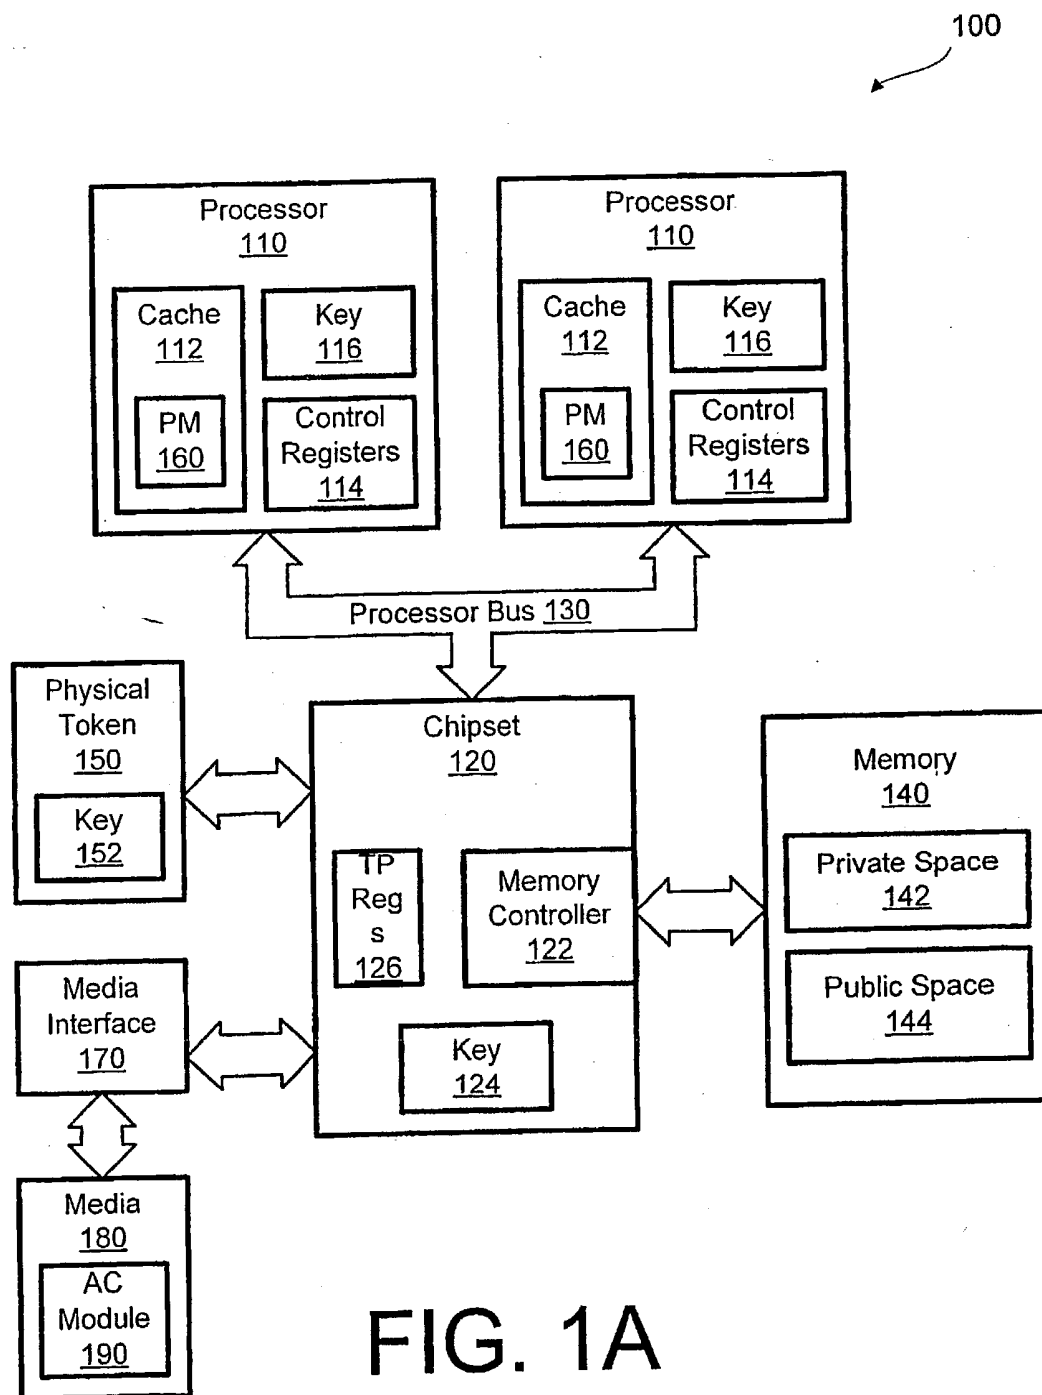 100
Processor
110
Cache
112
PM
160
Key
116
Control
Registers
114
Processor
110
Cache
112
PM
160
Key
116
Control
Registers
114
Processor Bus 130
Physical
Token
150
Key
152
Chipset
120
TP
Reg
s
126
Memory
Controller
122
Key
124
Memory
140
Private Space
142
Public Space
144
Media
Interface
170
Media
180
AC
Module
190
FIG. 1A